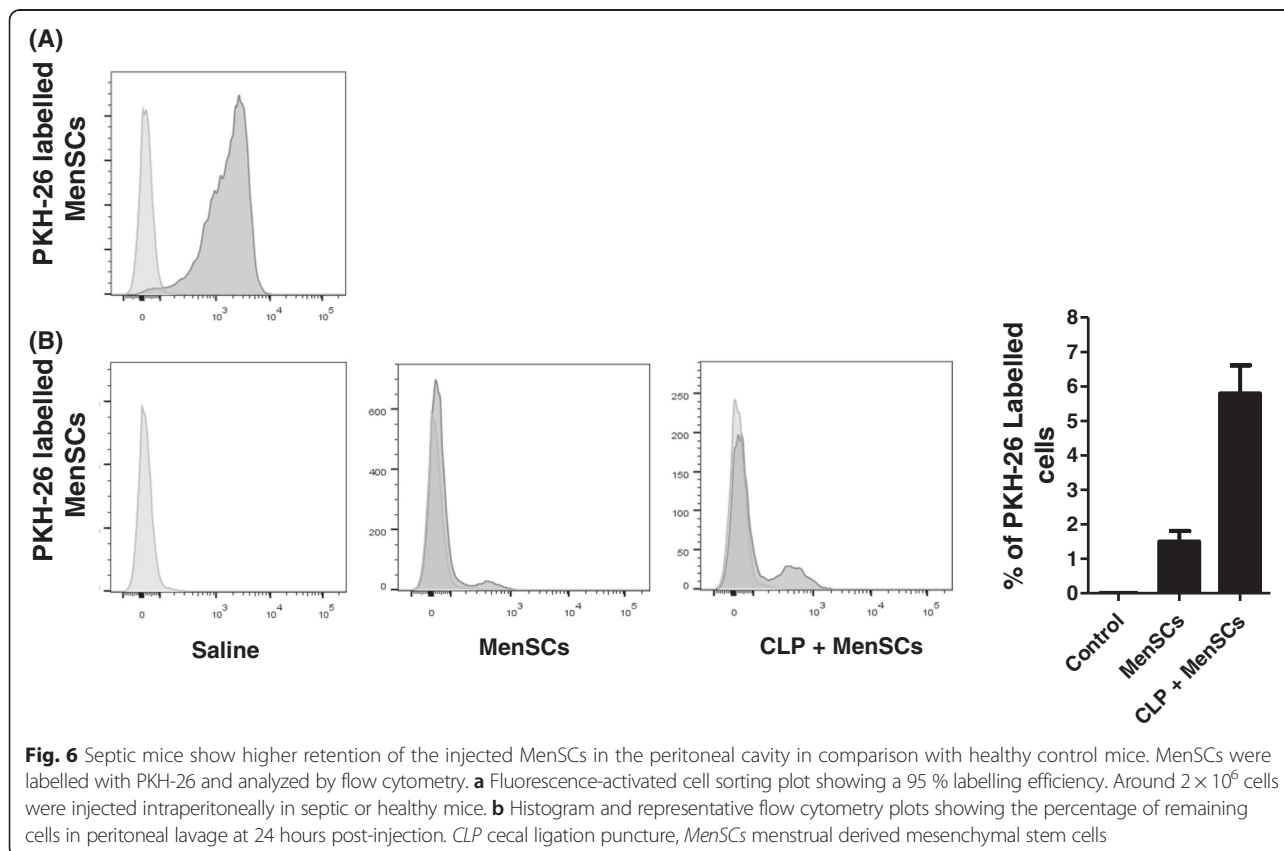 (A)
PKH-26 labelled
MenSCs
0 10³ 10⁴ 10⁵
(B)
PKH-26 labelled
MenSCs
0 10³ 10⁴ 10⁵
Saline
600
400
200
0
0 10³ 10⁴ 10⁵
MenSCs
250
200
150
100
50
0
0 10³ 10⁴ 10⁵
CLP + MenSCs
% of PKH-26 Labelled
cells
8
7
6
5
4
3
2
1
0
Control
MenSCs
CLP + MenSCs
Fig. 6 Septic mice show higher retention of the injected MenSCs in the peritoneal cavity in comparison with healthy control mice. MenSCs were
labelled with PKH-26 and analyzed by flow cytometry. a Fluorescence-activated cell sorting plot showing a 95 % labelling efficiency. Around 2 × 10⁶ cells
were injected intraperitoneally in septic or healthy mice. b Histogram and representative flow cytometry plots showing the percentage of remaining
cells in peritoneal lavage at 24 hours post-injection. CLP cecal ligation puncture, MenSCs menstrual derived mesenchymal stem cells